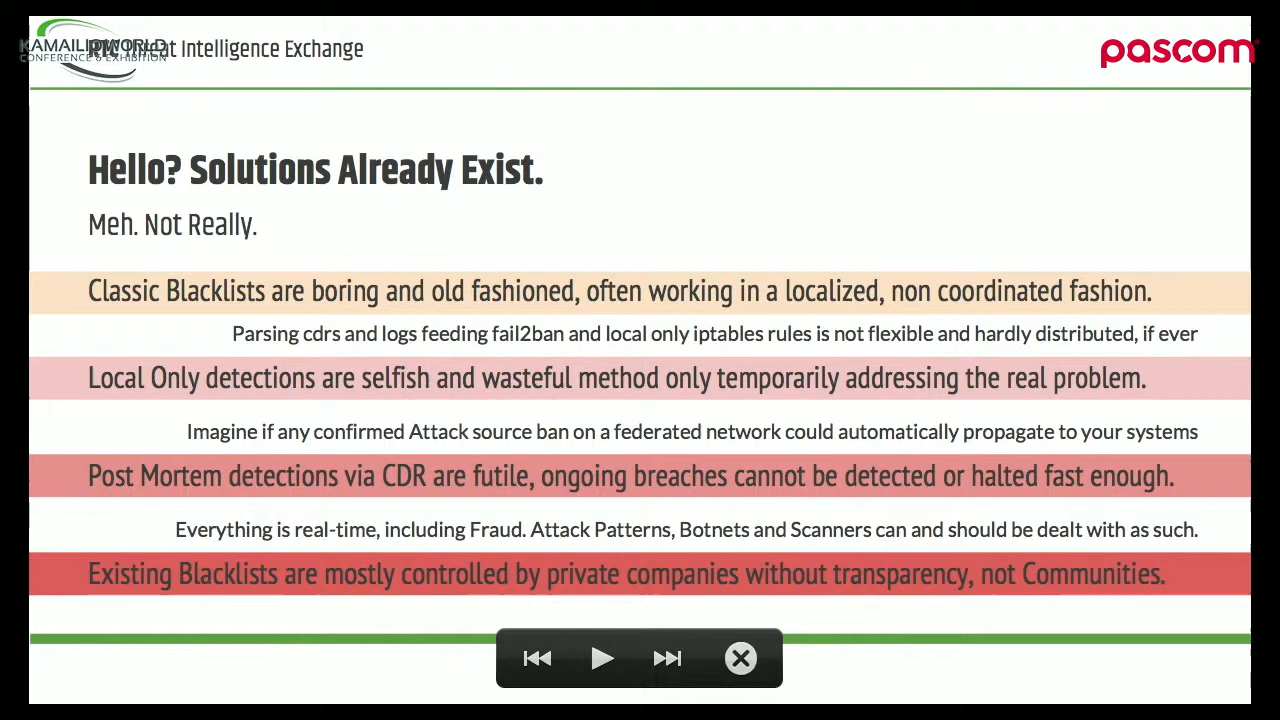 KAMAILIOWORLD
CONFERENCE & EXHIBITION
RTC Threat Intelligence Exchange
pascom
Hello? Solutions Already Exist.
Meh. Not Really.
Classic Blacklists are boring and old fashioned, often working in a localized, non coordinated fashion.
Parsing cdrs and logs feeding fail2ban and local only iptables rules is not flexible and hardly distributed, if ever
Local Only detections are selfish and wasteful method only temporarily addressing the real problem.
Imagine if any confirmed Attack source ban on a federated network could automatically propagate to your systems
Post Mortem detections via CDR are futile, ongoing breaches cannot be detected or halted fast enough.
Everything is real-time, including Fraud. Attack Patterns, Botnets and Scanners can and should be dealt with as such.
Existing Blacklists are mostly controlled by private companies without transparency, not Communities.